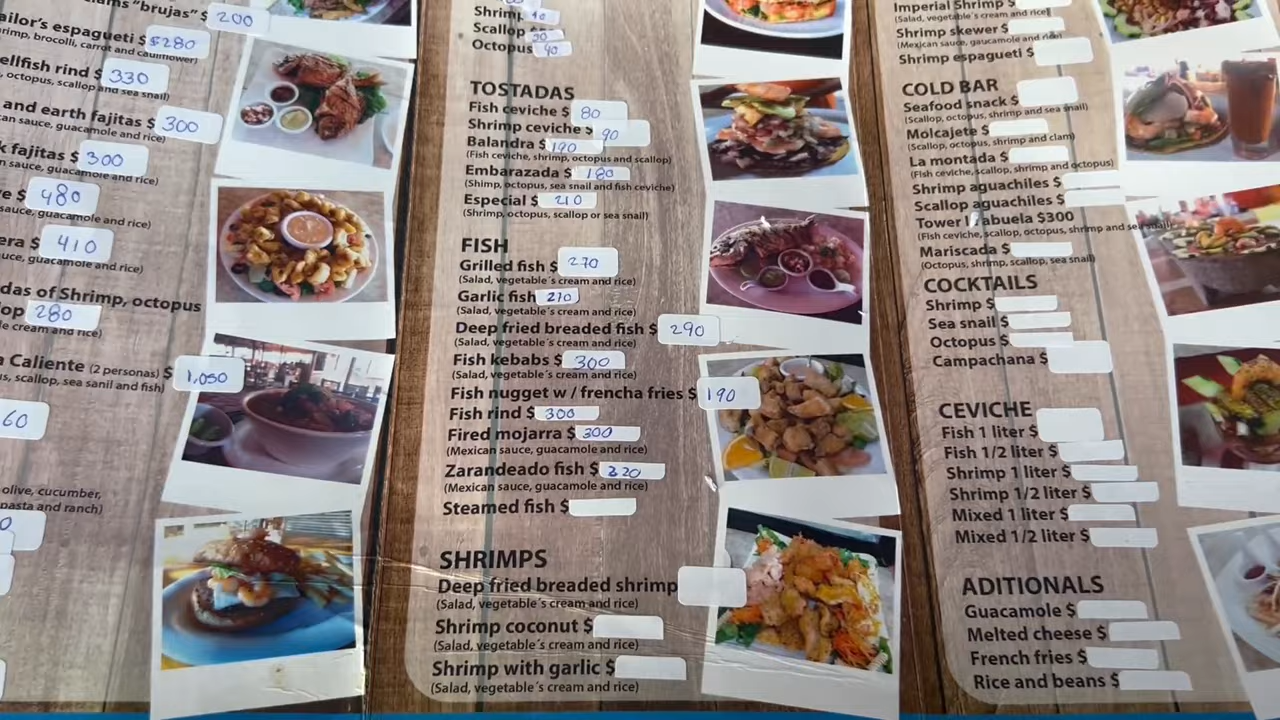 ams "brujas" $ 200
ailor's espagueti $280
rimp, brocolli, carrot and cauliflower)
ellfish rind $ 330
, octopus, scallop and sea snail)
and earth fajitas $ 300
can sauce, guacamole and rice)
k fajitas $ 300
n sauce, guacamole and rice)
e $ 480
sauce, guacamole and rice)
era $ 410
uce, guacamole and rice)
das of Shrimp, octopus
lop 280
le cream and rice)
a Caliente (2 personas) $ 1,050
us, scallop, sea sanil and fish)
60
olive, cucumber,
pasta and ranch)
0
Shrimp 40
Scallop
Octopus 40
TOSTADAS
Fish ceviche $ 80
Shrimp ceviche $ 90
Balandra $ 190
(Fish ceviche, shrimp, octopus and scallop)
Embarazada $ 180
(Shimp, octopus, sea snail and fish ceviche)
Especial $ 210
(Shrimp, octopus, scallop or sea snail)
FISH
Grilled fish $ 270
(Salad, vegetable´s cream and rice)
Garlic fish 270
(Salad, vegetable´s cream and rice)
Deep fried breaded fish $ 290
(Salad, vegetable´s cream and rice)
Fish kebabs $ 300
(Salad, vegetable´s cream and rice)
Fish nugget w / frencha fries $ 190
Fish rind $ 300
Fired mojarra $ 300
(Mexican sauce, guacamole and rice)
Zarandeado fish $ 320
(Mexican sauce, guacamole and rice)
Steamed fish $
SHRIMPS
Deep fried breaded shrimp
(Salad, vegetable´s cream and rice)
Shrimp coconut $
(Salad, vegetable´s cream and rice)
Shrimp with garlic $
(Salad, vegetable´s cream and rice)
Imperial Shrimp $
(Salad, vegetable´s cream and rice)
Shrimp skewer $
(Mexican sauce, guacamole and rice)
Shrimp espagueti $
COLD BAR
Seafood snack $
(Scallop, octopus, shrimp and sea snail)
Molcajete $
(Scallop, octopus, shrimp and clam)
La montada $
(Fish ceviche, scallop, shrimp and octopus)
Shrimp aguachiles $
Scallop aguachiles $
Tower l abuela $300
(Fish ceviche, scallop, octopus, shrimp and sea snail)
Mariscada $
(Octopus, shrimp, scallop, sea snail)
COCKTAILS
Shrimp $
Sea snail $
Octopus $
Campachana $
CEVICHE
Fish 1 liter $
Fish 1/2 liter $
Shrimp 1 liter $
Shrimp 1/2 liter $
Mixed 1 liter $
Mixed 1/2 liter $
ADITIONALS
Guacamole $
Melted cheese $
French fries $
Rice and beans $